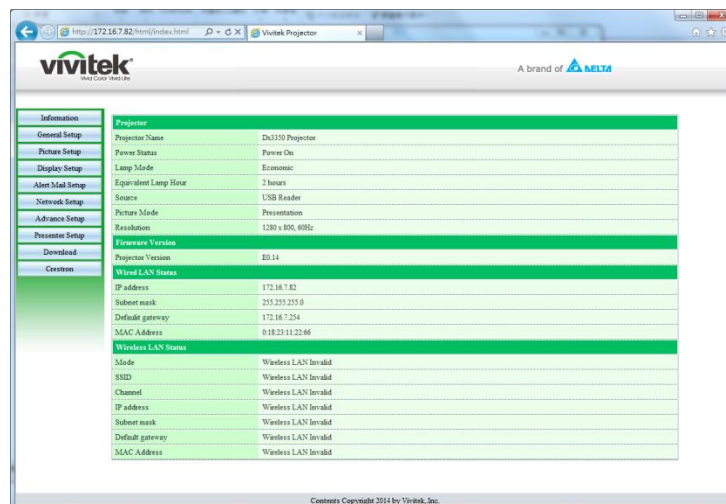 http://172.16.7.82/html/index.html
Vivitek Projector
vivitek
Vivid Color Vivid Life
A brand of DELTA
Information
General Setup
Picture Setup
Display Setup
Alert Mail Setup
Network Setup
Advance Setup
Presenter Setup
Download
Crestron
Projector
Projector Name Dx3350 Projector
Power Status Power On
Lamp Mode Economic
Equivalent Lamp Hour 2 hours
Source USB Reader
Picture Mode Presentation
Resolution 1280 x 800, 60Hz
Firmware Version
Projector Version E0.14
Wired LAN Status
IP address 172.16.7.82
Subnet mask 255.255.255.0
Default gateway 172.16.7.254
MAC Address 0:18:23:11:22:66
Wireless LAN Status
Mode Wireless LAN Invalid
SSID Wireless LAN Invalid
Channel Wireless LAN Invalid
IP address Wireless LAN Invalid
Subnet mask Wireless LAN Invalid
Default gateway Wireless LAN Invalid
MAC Address Wireless LAN Invalid
Contents Copyright 2014 by Vivitek, Inc.